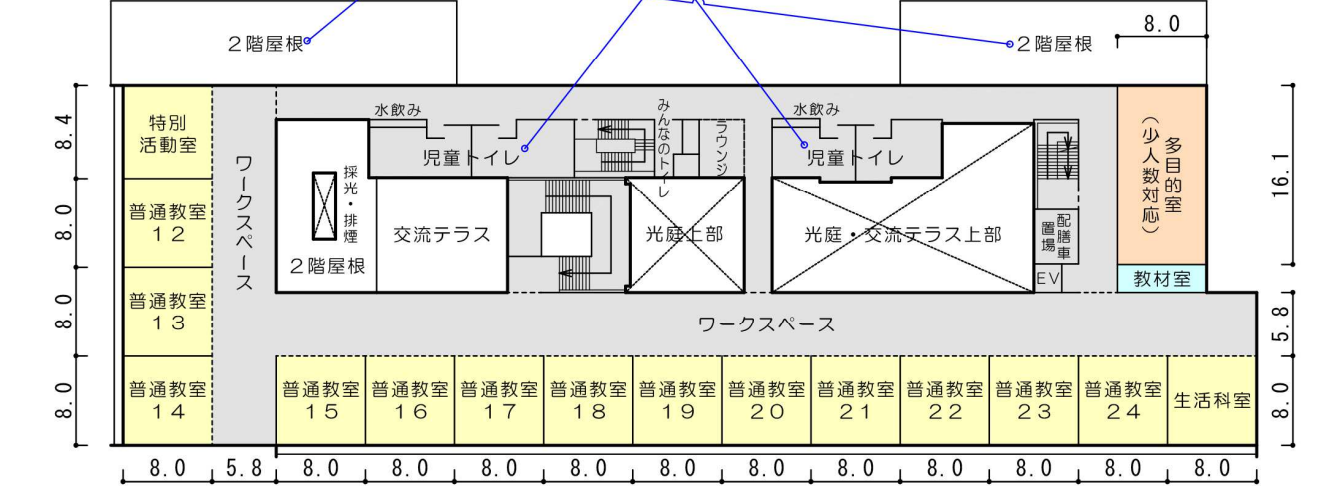 ２階屋根
２階屋根
8.0
8.4
8.0
8.0
8.0
特別
活動室
普通教室
１２
普通教室
１３
普通教室
１４
ワークスペース
水飲み
児童トイレ
みんなのトイレ
ラウンジ
水飲み
児童トイレ
採光・排煙
２階屋根
交流テラス
光庭上部
光庭・交流テラス上部
配膳車
置場
EV
多目的室
（少人数対応）
教材室
16.1
5.8
8.0
ワークスペース
普通教室
１５
普通教室
１６
普通教室
１７
普通教室
１８
普通教室
１９
普通教室
２０
普通教室
２１
普通教室
２２
普通教室
２３
普通教室
２４
生活科室
8.0
5.8
8.0
8.0
8.0
8.0
8.0
8.0
8.0
8.0
8.0
8.0
8.0